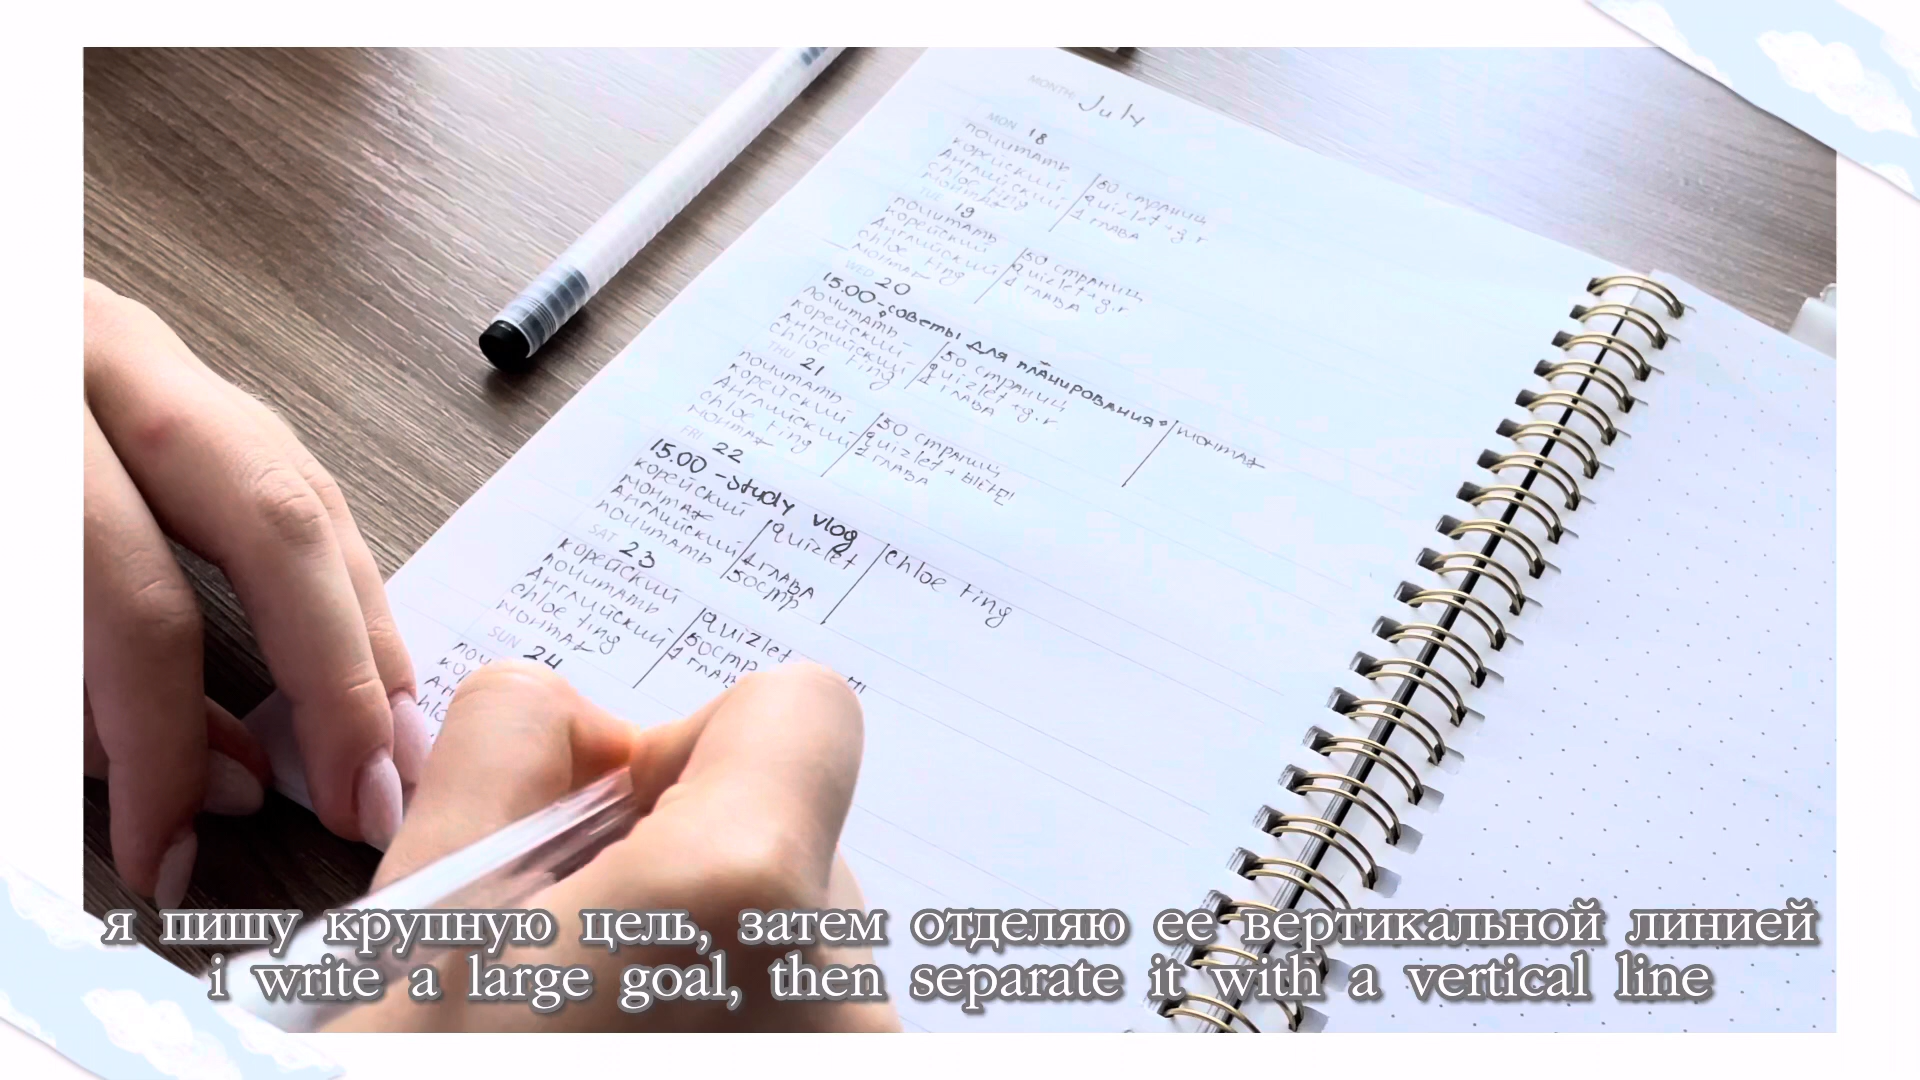 MONTH: July
MON 18
почитать | 80 страниц
корейский | quizlet + g.r
Английский | 1 глава
chloe ting
монтаж
TUE 19
почитать | 50 страниц
корейский | quizlet + g.r
Английский | 1 глава
chloe ting
монтаж
WED 20
15.00 - советы для планирования
почитать | 50 страниц | монтаж
корейский | quizlet + g.r.
Английский | 1 глава
chloe ting
THU 21
почитать | 50 страниц
корейский | quizlet +
Английский | 1 глава
chloe ting
монтаж
FRI 22
15.00 - study vlog
корейский | quizlet | chloe ting
монтаж
Английский | 1 глава
почитать | 50стр
SAT 23
корейский | quizlet
почитать | 50стр
Английский | 1
chloe ting
монтаж
SUN 24
я пишу крупную цель, затем отделяю ее вертикальной линией
i write a large goal, then separate it with a vertical line